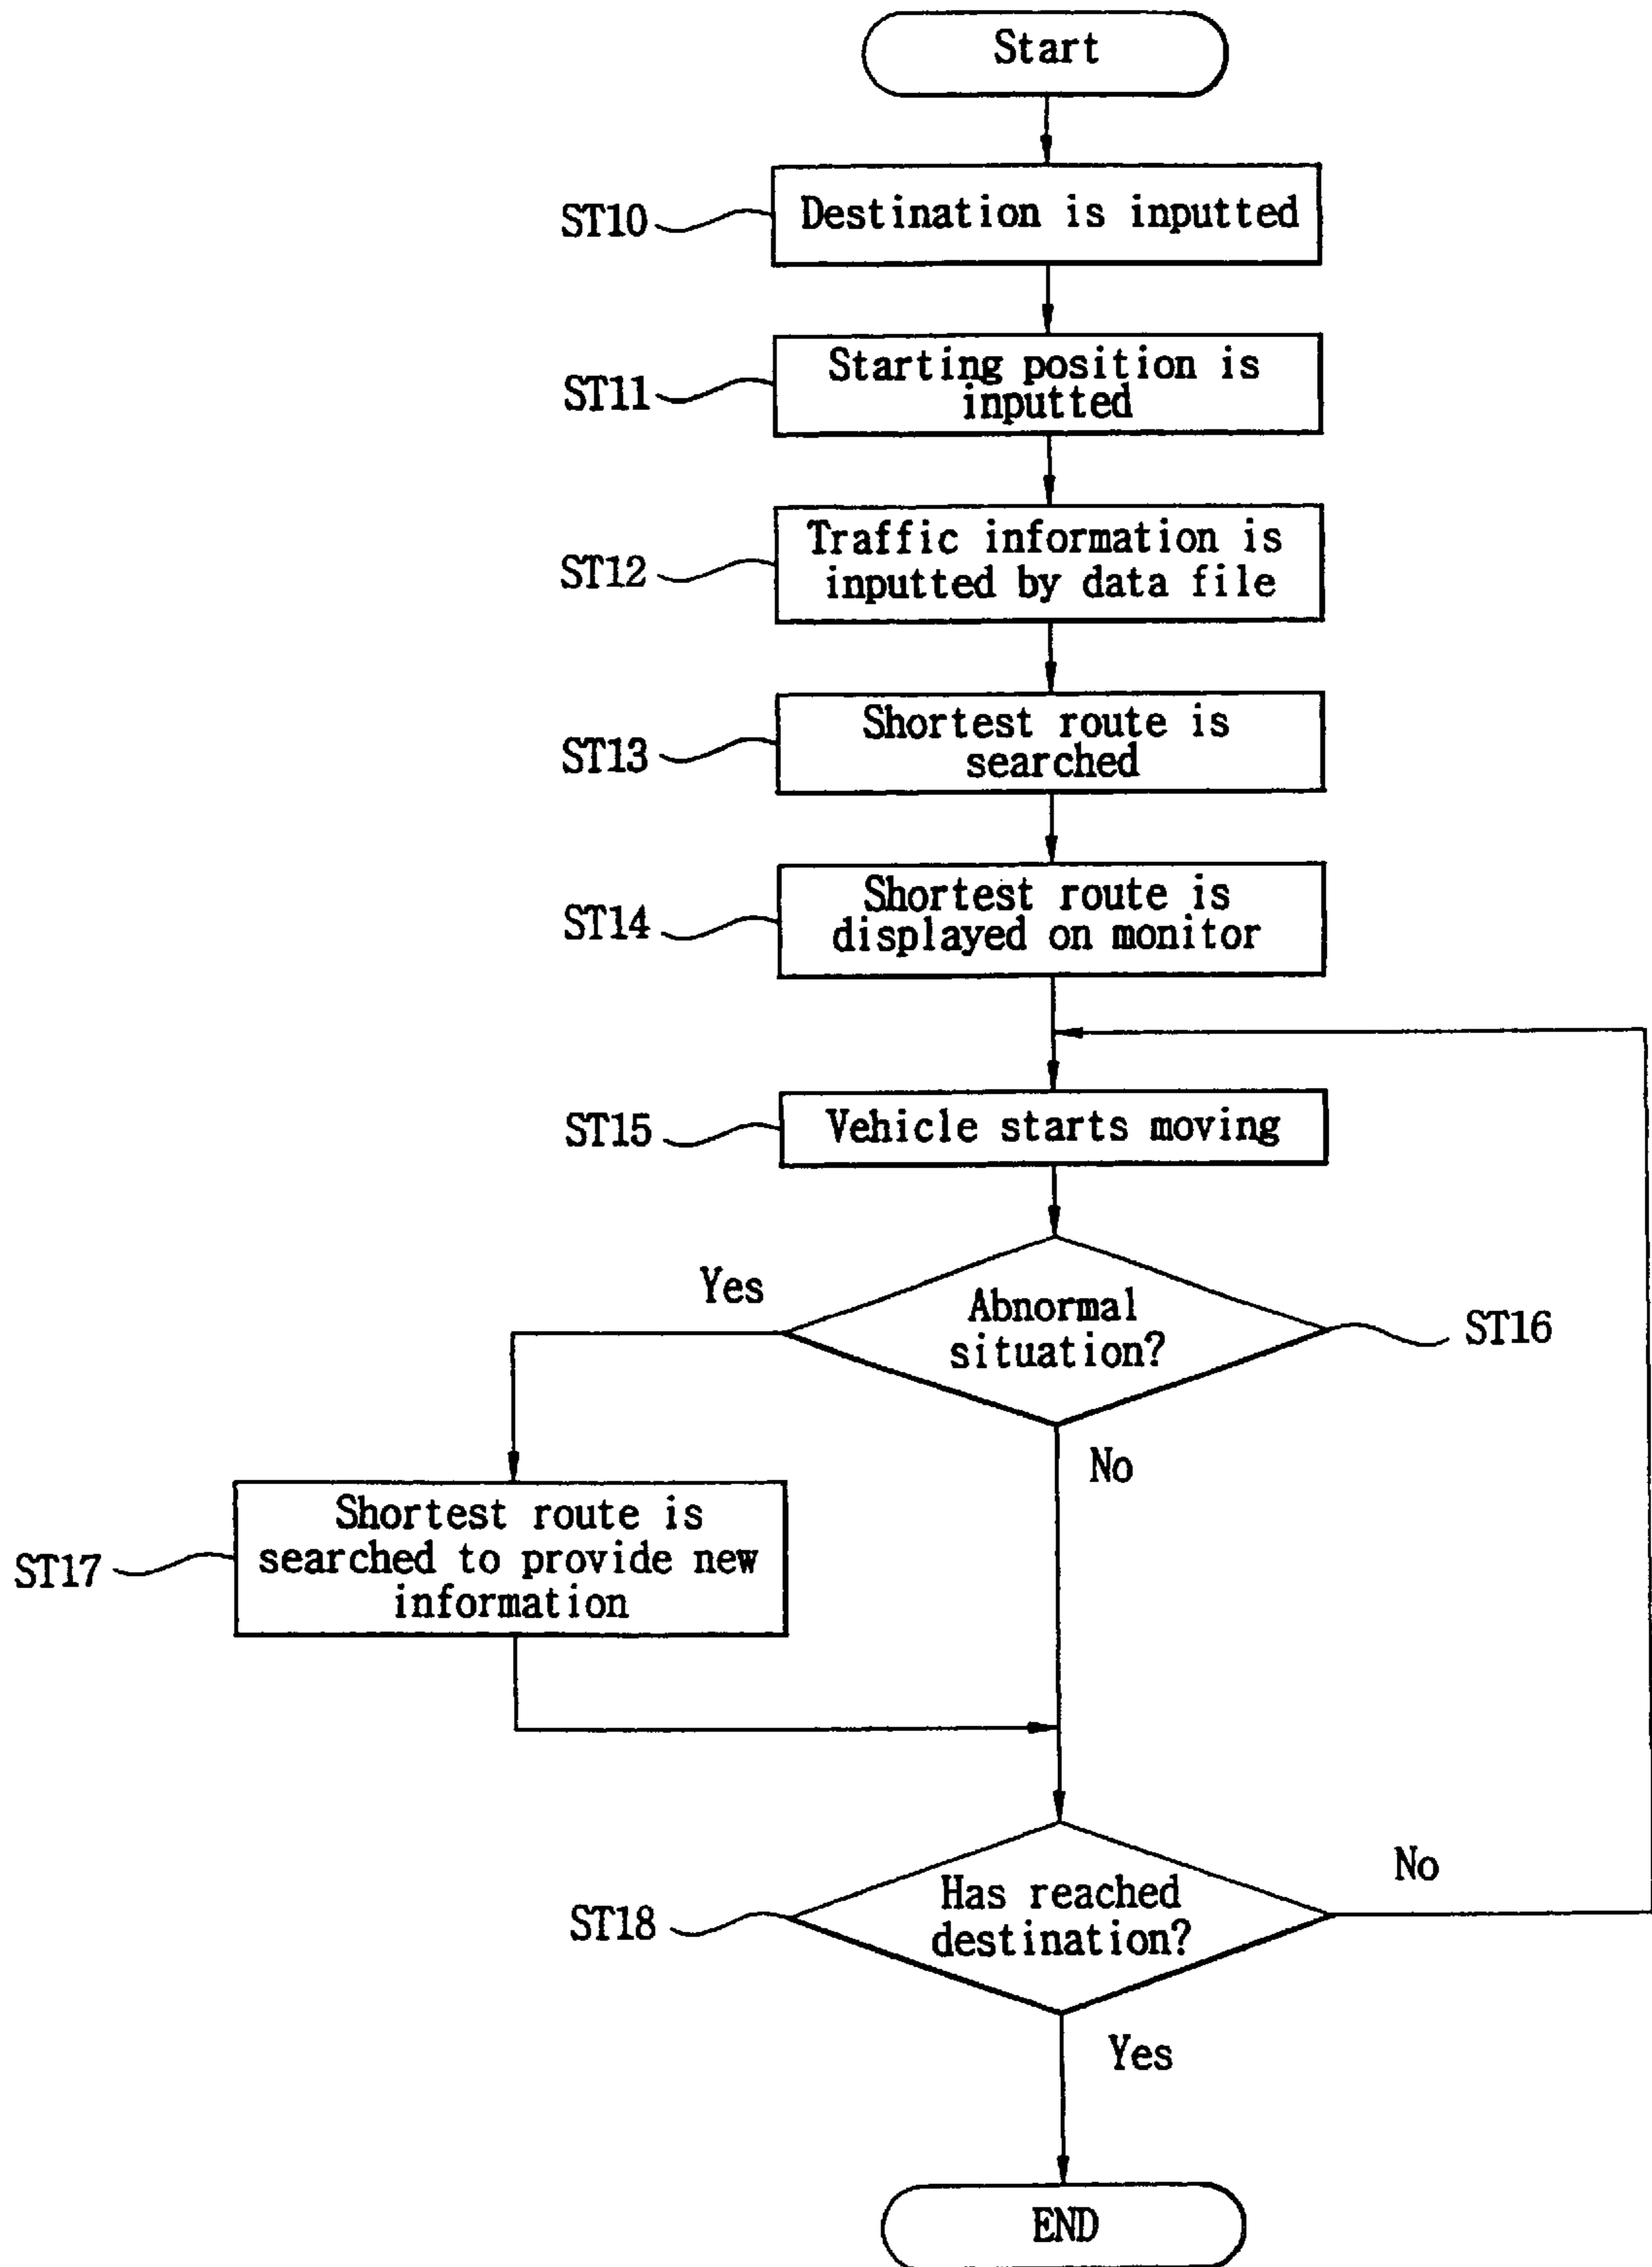 Start
ST10
Destination is inputted
ST11
Starting position is
inputted
ST12
Traffic information is
inputted by data file
ST13
Shortest route is
searched
ST14
Shortest route is
displayed on monitor
ST15
Vehicle starts moving
Yes
Abnormal
situation?
ST16
No
ST17
Shortest route is
searched to provide new
information
ST18
Has reached
destination?
No
Yes
END